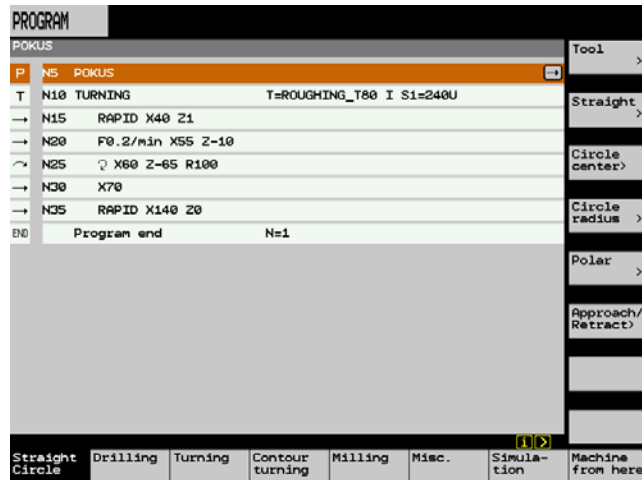 PROGRAM
POKUS
P N5 POKUS
T N10 TURNING T=ROUGHING_T80 I S1=240U
N15 RAPID X40 Z1
N20 F0.2/min X55 Z-10
N25 X60 Z-65 R100
N30 X70
N35 RAPID X140 Z0
END Program end N=1
Tool >
Straight >
Circle
center>
Circle
radius >
Polar >
Approach/
Retract>
i >
Straight
Circle
Drilling
Turning
Contour
turning
Milling
Misc.
Simula-
tion
Machine
from here